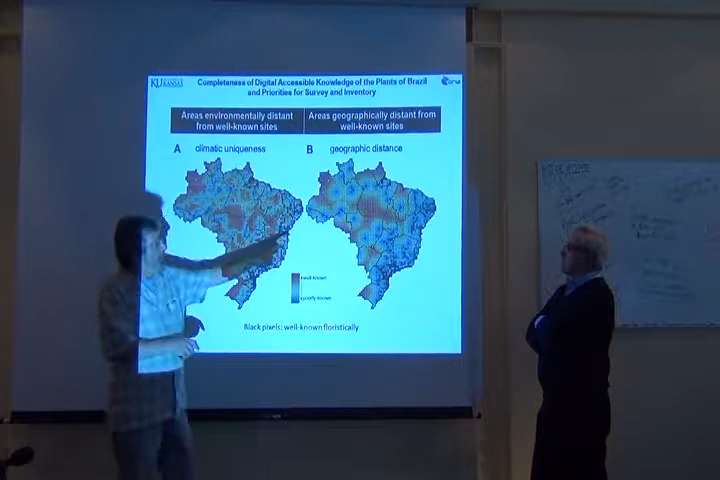 KU KANSAS
Completeness of Digital Accessible Knowledge of the Plants of Brazil
and Priorities for Survey and Inventory
Areas environmentally distant
from well-known sites
Areas geographically distant from
well-known sites
A climatic uniqueness
B geographic distance
well-known
poorly-known
Black pixels: well-known floristically